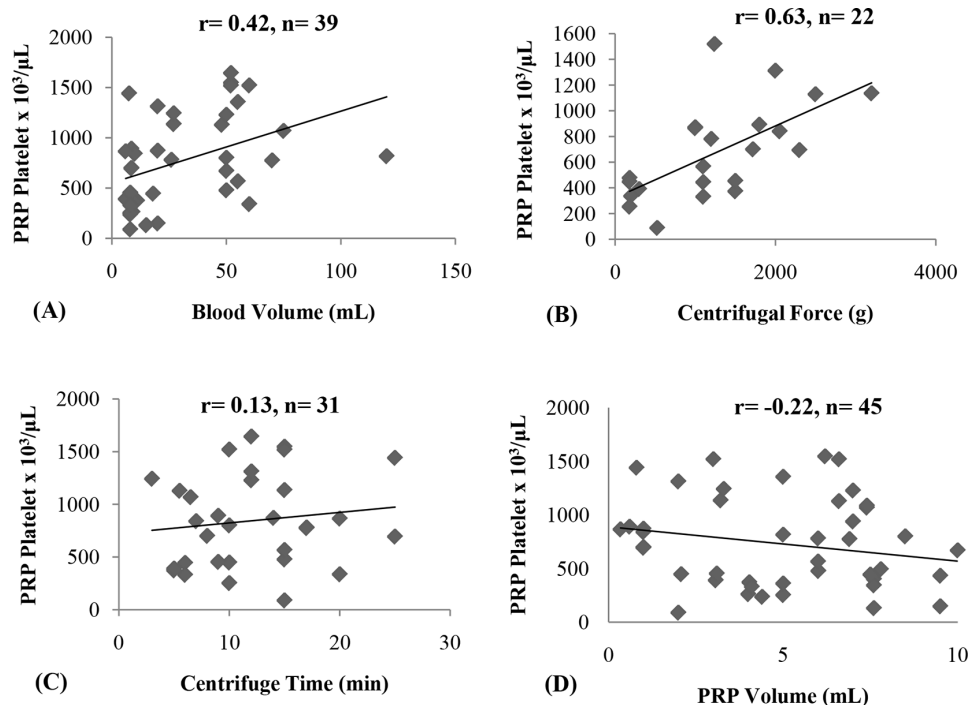 r= 0.42, n= 39
PRP Platelet x 10³/µL
2000
1500
1000
500
0
0 50 100 150
(A) Blood Volume (mL)
r= 0.63, n= 22
PRP Platelet x 10³/µL
1600
1400
1200
1000
800
600
400
200
0
0 2000 4000
(B) Centrifugal Force (g)
r= 0.13, n= 31
PRP Platelet x 10³/µL
2000
1500
1000
500
0
0 10 20 30
(C) Centrifuge Time (min)
r= -0.22, n= 45
PRP Platelet x 10³/µL
2000
1500
1000
500
0
0 5 10
(D) PRP Volume (mL)